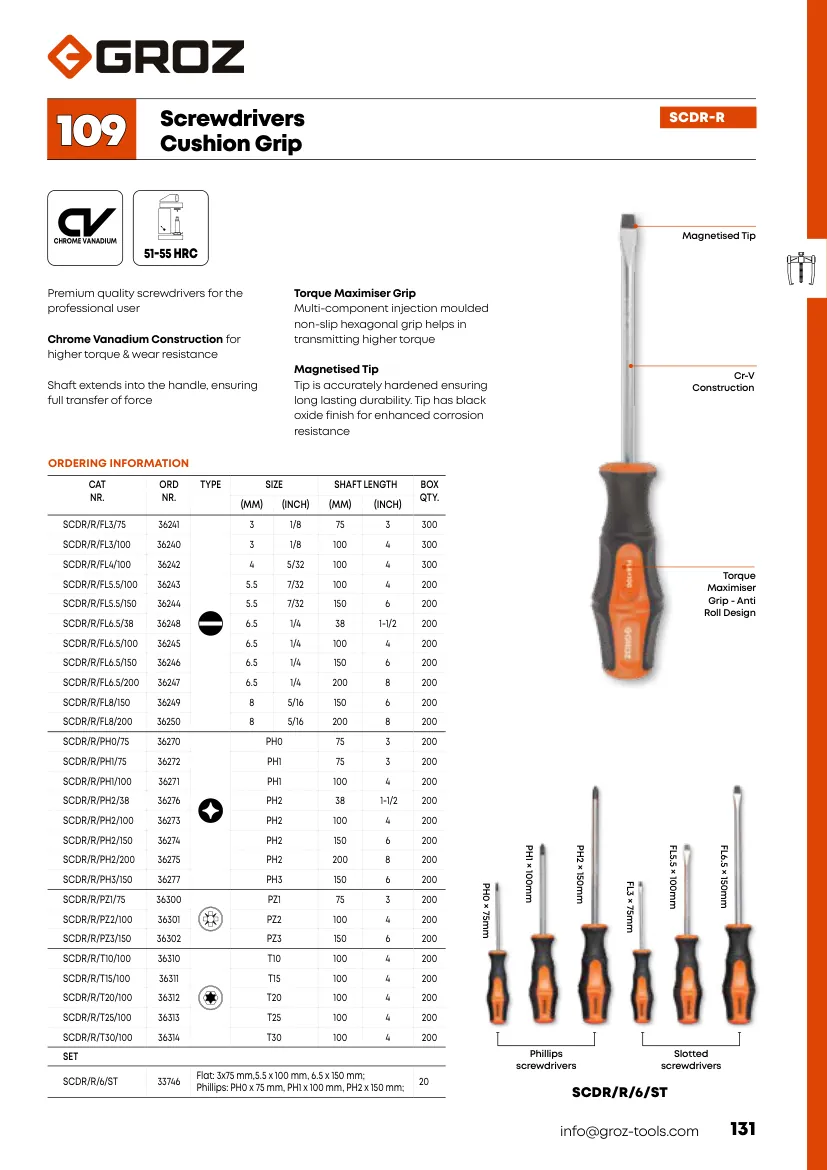 GROZ
109
Screwdrivers
Cushion Grip
SCDR-R
CV
CHROME VANADIUM
51-55 HRC
Premium quality screwdrivers for the
professional user
Chrome Vanadium Construction for
higher torque & wear resistance
Shaft extends into the handle, ensuring
full transfer of force
Torque Maximiser Grip
Multi-component injection moulded
non-slip hexagonal grip helps in
transmitting higher torque
Magnetised Tip
Tip is accurately hardened ensuring
long lasting durability. Tip has black
oxide finish for enhanced corrosion
resistance
Magnetised Tip
Cr-V
Construction
Torque
Maximiser
Grip - Anti
Roll Design
GROZ
ORDERING INFORMATION
CAT NR. ORD NR. TYPE SIZE SHAFT LENGTH BOX QTY.
(MM) (INCH) (MM) (INCH)
SCDR/R/FL3/75 36241 3 1/8 75 3 300
SCDR/R/FL3/100 36240 3 1/8 100 4 300
SCDR/R/FL4/100 36242 4 5/32 100 4 300
SCDR/R/FL5.5/100 36243 5.5 7/32 100 4 200
SCDR/R/FL5.5/150 36244 5.5 7/32 150 6 200
SCDR/R/FL6.5/38 36248 6.5 1/4 38 1-1/2 200
SCDR/R/FL6.5/100 36245 6.5 1/4 100 4 200
SCDR/R/FL6.5/150 36246 6.5 1/4 150 6 200
SCDR/R/FL6.5/200 36247 6.5 1/4 200 8 200
SCDR/R/FL8/150 36249 8 5/16 150 6 200
SCDR/R/FL8/200 36250 8 5/16 200 8 200
SCDR/R/PH0/75 36270 PH0 75 3 200
SCDR/R/PH1/75 36272 PH1 75 3 200
SCDR/R/PH1/100 36271 PH1 100 4 200
SCDR/R/PH2/38 36276 PH2 38 1-1/2 200
SCDR/R/PH2/100 36273 PH2 100 4 200
SCDR/R/PH2/150 36274 PH2 150 6 200
SCDR/R/PH2/200 36275 PH2 200 8 200
SCDR/R/PH3/150 36277 PH3 150 6 200
SCDR/R/PZ1/75 36300 PZ1 75 3 200
SCDR/R/PZ2/100 36301 PZ2 100 4 200
SCDR/R/PZ3/150 36302 PZ3 150 6 200
SCDR/R/T10/100 36310 T10 100 4 200
SCDR/R/T15/100 36311 T15 100 4 200
SCDR/R/T20/100 36312 T20 100 4 200
SCDR/R/T25/100 36313 T25 100 4 200
SCDR/R/T30/100 36314 T30 100 4 200
SET
SCDR/R/6/ST 33746 Flat: 3x75 mm,5.5 x 100 mm, 6.5 x 150 mm; 20
Phillips: PH0 x 75 mm, PH1 x 100 mm, PH2 x 150 mm;
PH0 × 75mm
PH1 × 100mm
PH2 × 150mm
FL3 × 75mm
FL5.5 × 100mm
FL6.5 × 150mm
Phillips
screwdrivers
Slotted
screwdrivers
SCDR/R/6/ST
info@groz-tools.com 131